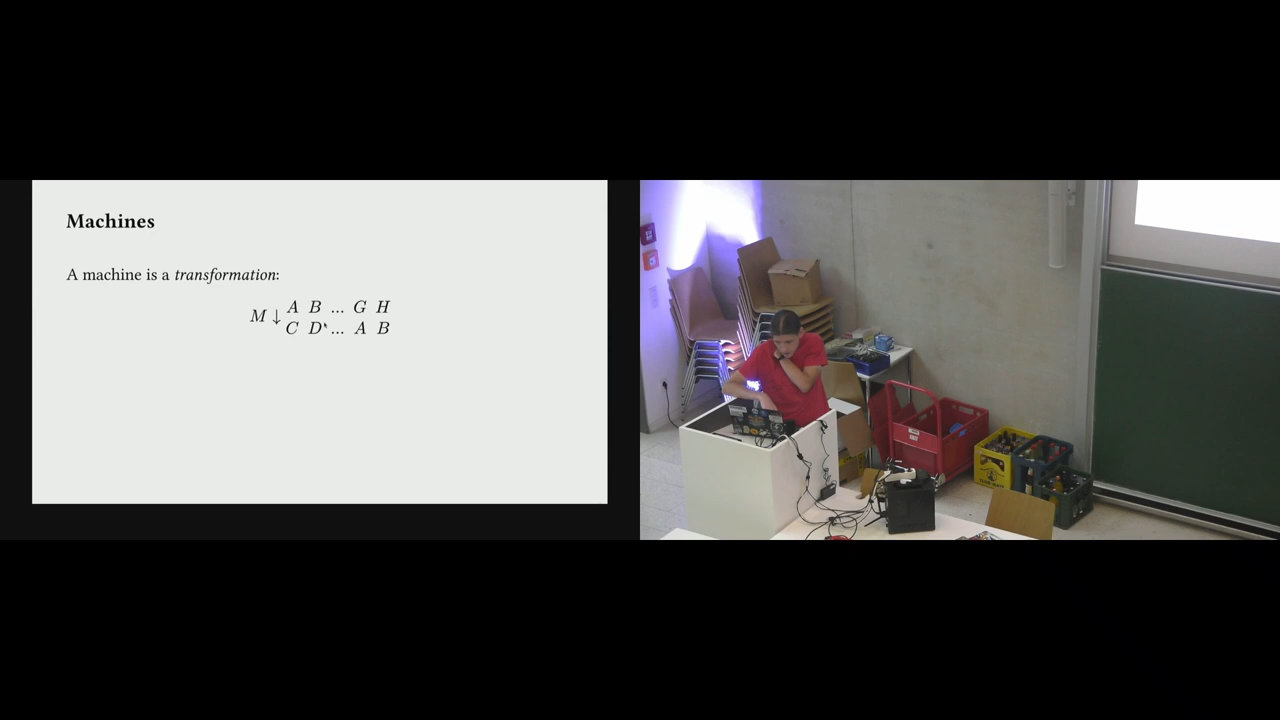 Machines
A machine is a transformation:
M ↓ A B ... G H
C D ... A B